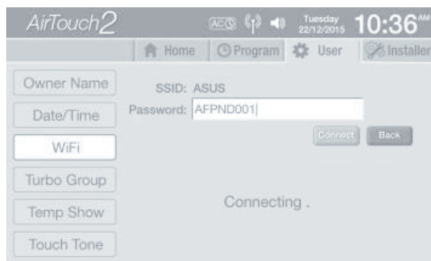 AirTouch2 AC Tuesday 22/12/2015 10:36AM
Home Program User Installer
Owner Name
Date/Time
WiFi
Turbo Group
Temp Show
Touch Tone
SSID: ASUS
Password: AFPND001
Connect Back
Connecting .